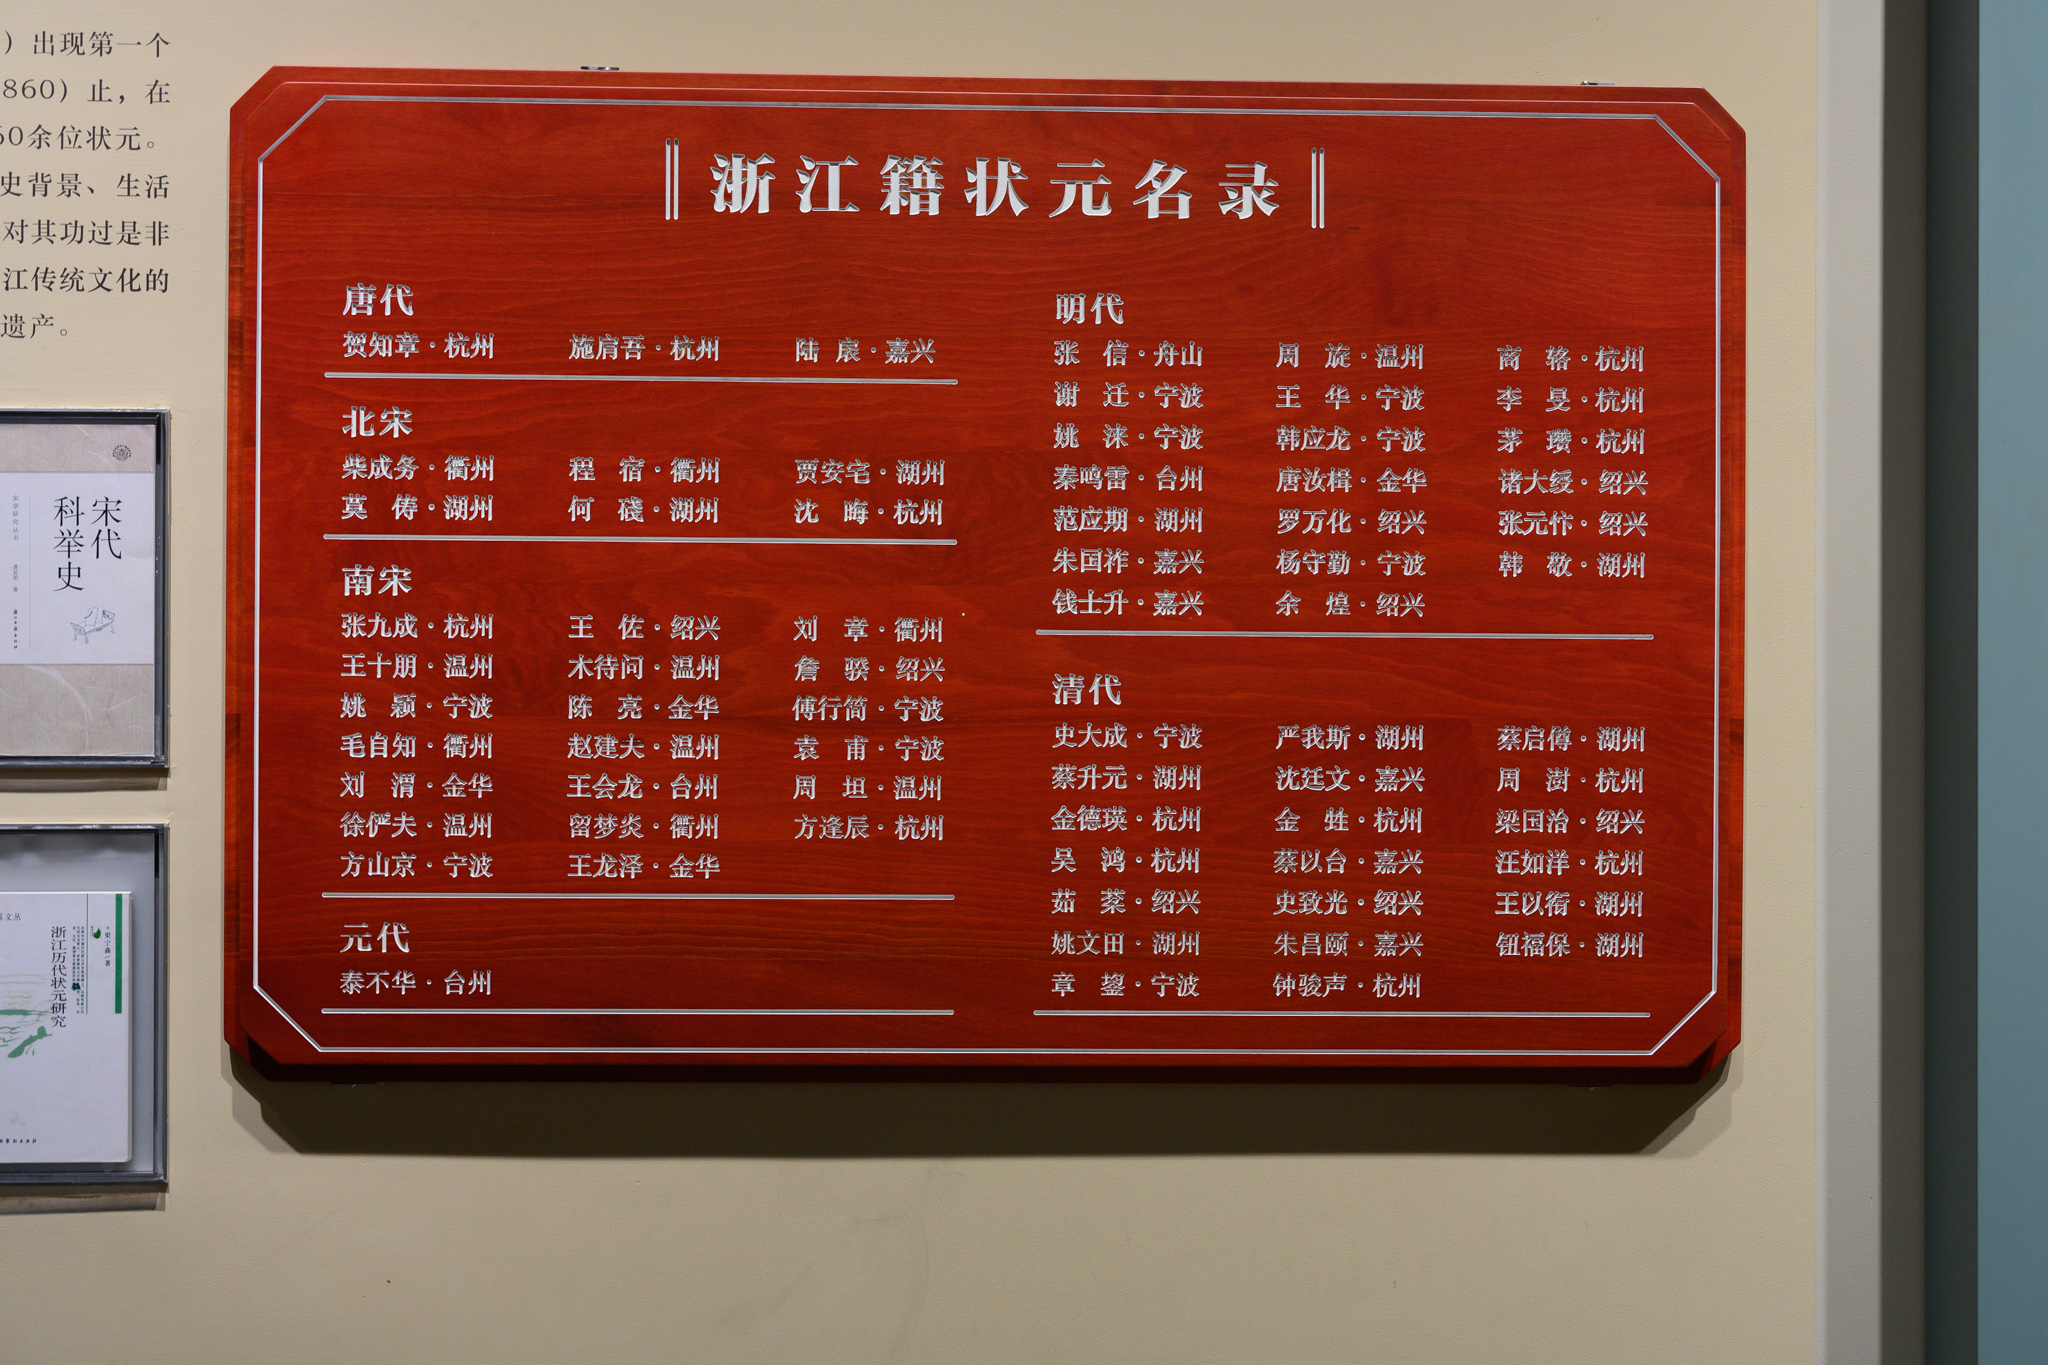 ）出现第一个
860）止，在
60余位状元。
史背景、生活
对其功过是非
江传统文化的
遗产。
宋代
科举史
浙江历代状元研究
浙江籍状元名录
唐代
贺知章·杭州 施肩吾·杭州 陆扆·嘉兴
北宋
柴成务·衢州 程宿·衢州 贾安宅·湖州
莫俦·湖州 何㮚·湖州 沈晦·杭州
南宋
张九成·杭州 王佐·绍兴 刘章·衢州
王十朋·温州 木待问·温州 詹骙·绍兴
姚颖·宁波 陈亮·金华 傅行简·宁波
毛自知·衢州 赵建夫·温州 袁甫·宁波
刘渭·金华 王会龙·台州 周坦·温州
徐俨夫·温州 留梦炎·衢州 方逢辰·杭州
方山京·宁波 王龙泽·金华
元代
泰不华·台州
明代
张信·舟山 周旋·温州 商辂·杭州
谢迁·宁波 王华·宁波 李旻·杭州
姚涞·宁波 韩应龙·宁波 茅瓒·杭州
秦鸣雷·台州 唐汝楫·金华 诸大绶·绍兴
范应期·湖州 罗万化·绍兴 张元忭·绍兴
朱国祚·嘉兴 杨守勤·宁波 韩敬·湖州
钱士升·嘉兴 余煌·绍兴
清代
史大成·宁波 严我斯·湖州 蔡启僔·湖州
蔡升元·湖州 沈廷文·嘉兴 周澍·杭州
金德瑛·杭州 金甡·杭州 梁国治·绍兴
吴鸿·杭州 蔡以台·嘉兴 汪如洋·杭州
茹棻·绍兴 史致光·绍兴 王以衔·湖州
姚文田·湖州 朱昌颐·嘉兴 钮福保·湖州
章鋆·宁波 钟骏声·杭州